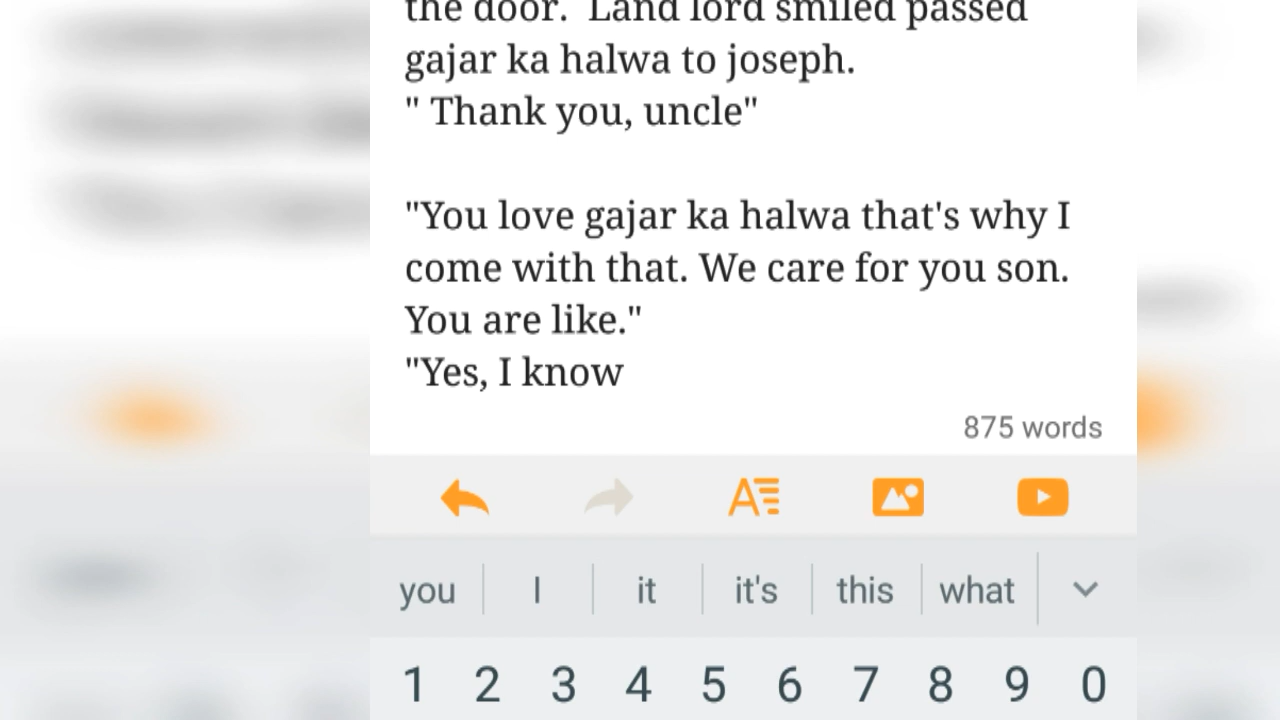 the door.  Land lord smiled passed
gajar ka halwa to joseph.
" Thank you, uncle"
"You love gajar ka halwa that's why I
come with that. We care for you son.
You are like."
"Yes, I know
875 words
you I it it's this what
1 2 3 4 5 6 7 8 9 0